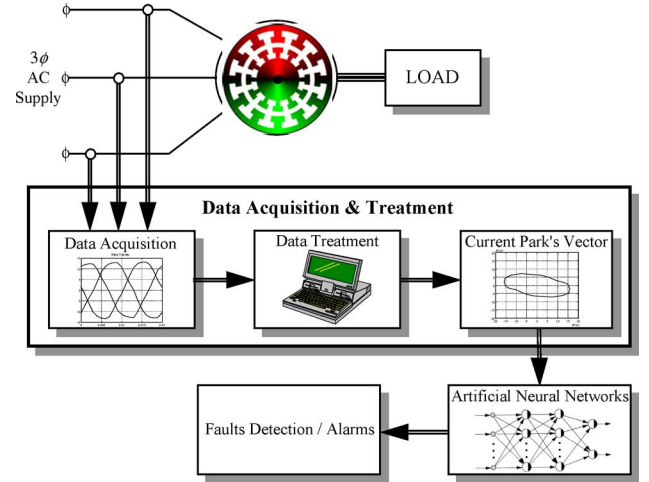 3ϕ
AC
Supply
ϕ
ϕ
ϕ
LOAD
Data Acquisition & Treatment
Data Acquisition
Data Treatment
Current Park's Vector
Artificial Neural Networks
Faults Detection / Alarms